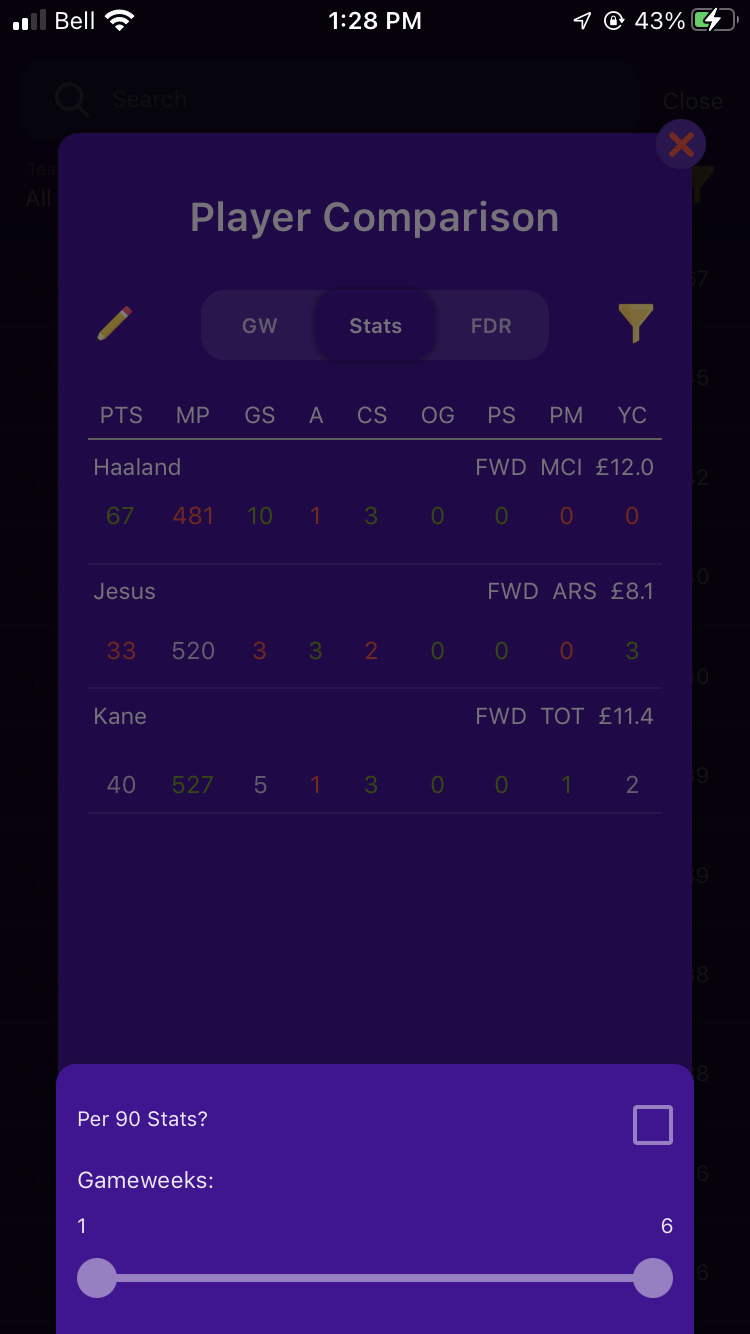 Bell 1:28 PM 43%
Search Close
All
Player Comparison
GW Stats FDR
PTS MP GS A CS OG PS PM YC
Haaland FWD MCI £12.0
67 481 10 1 3 0 0 0 0
Jesus FWD ARS £8.1
33 520 3 3 2 0 0 0 3
Kane FWD TOT £11.4
40 527 5 1 3 0 0 1 2
Per 90 Stats?
Gameweeks:
1 6